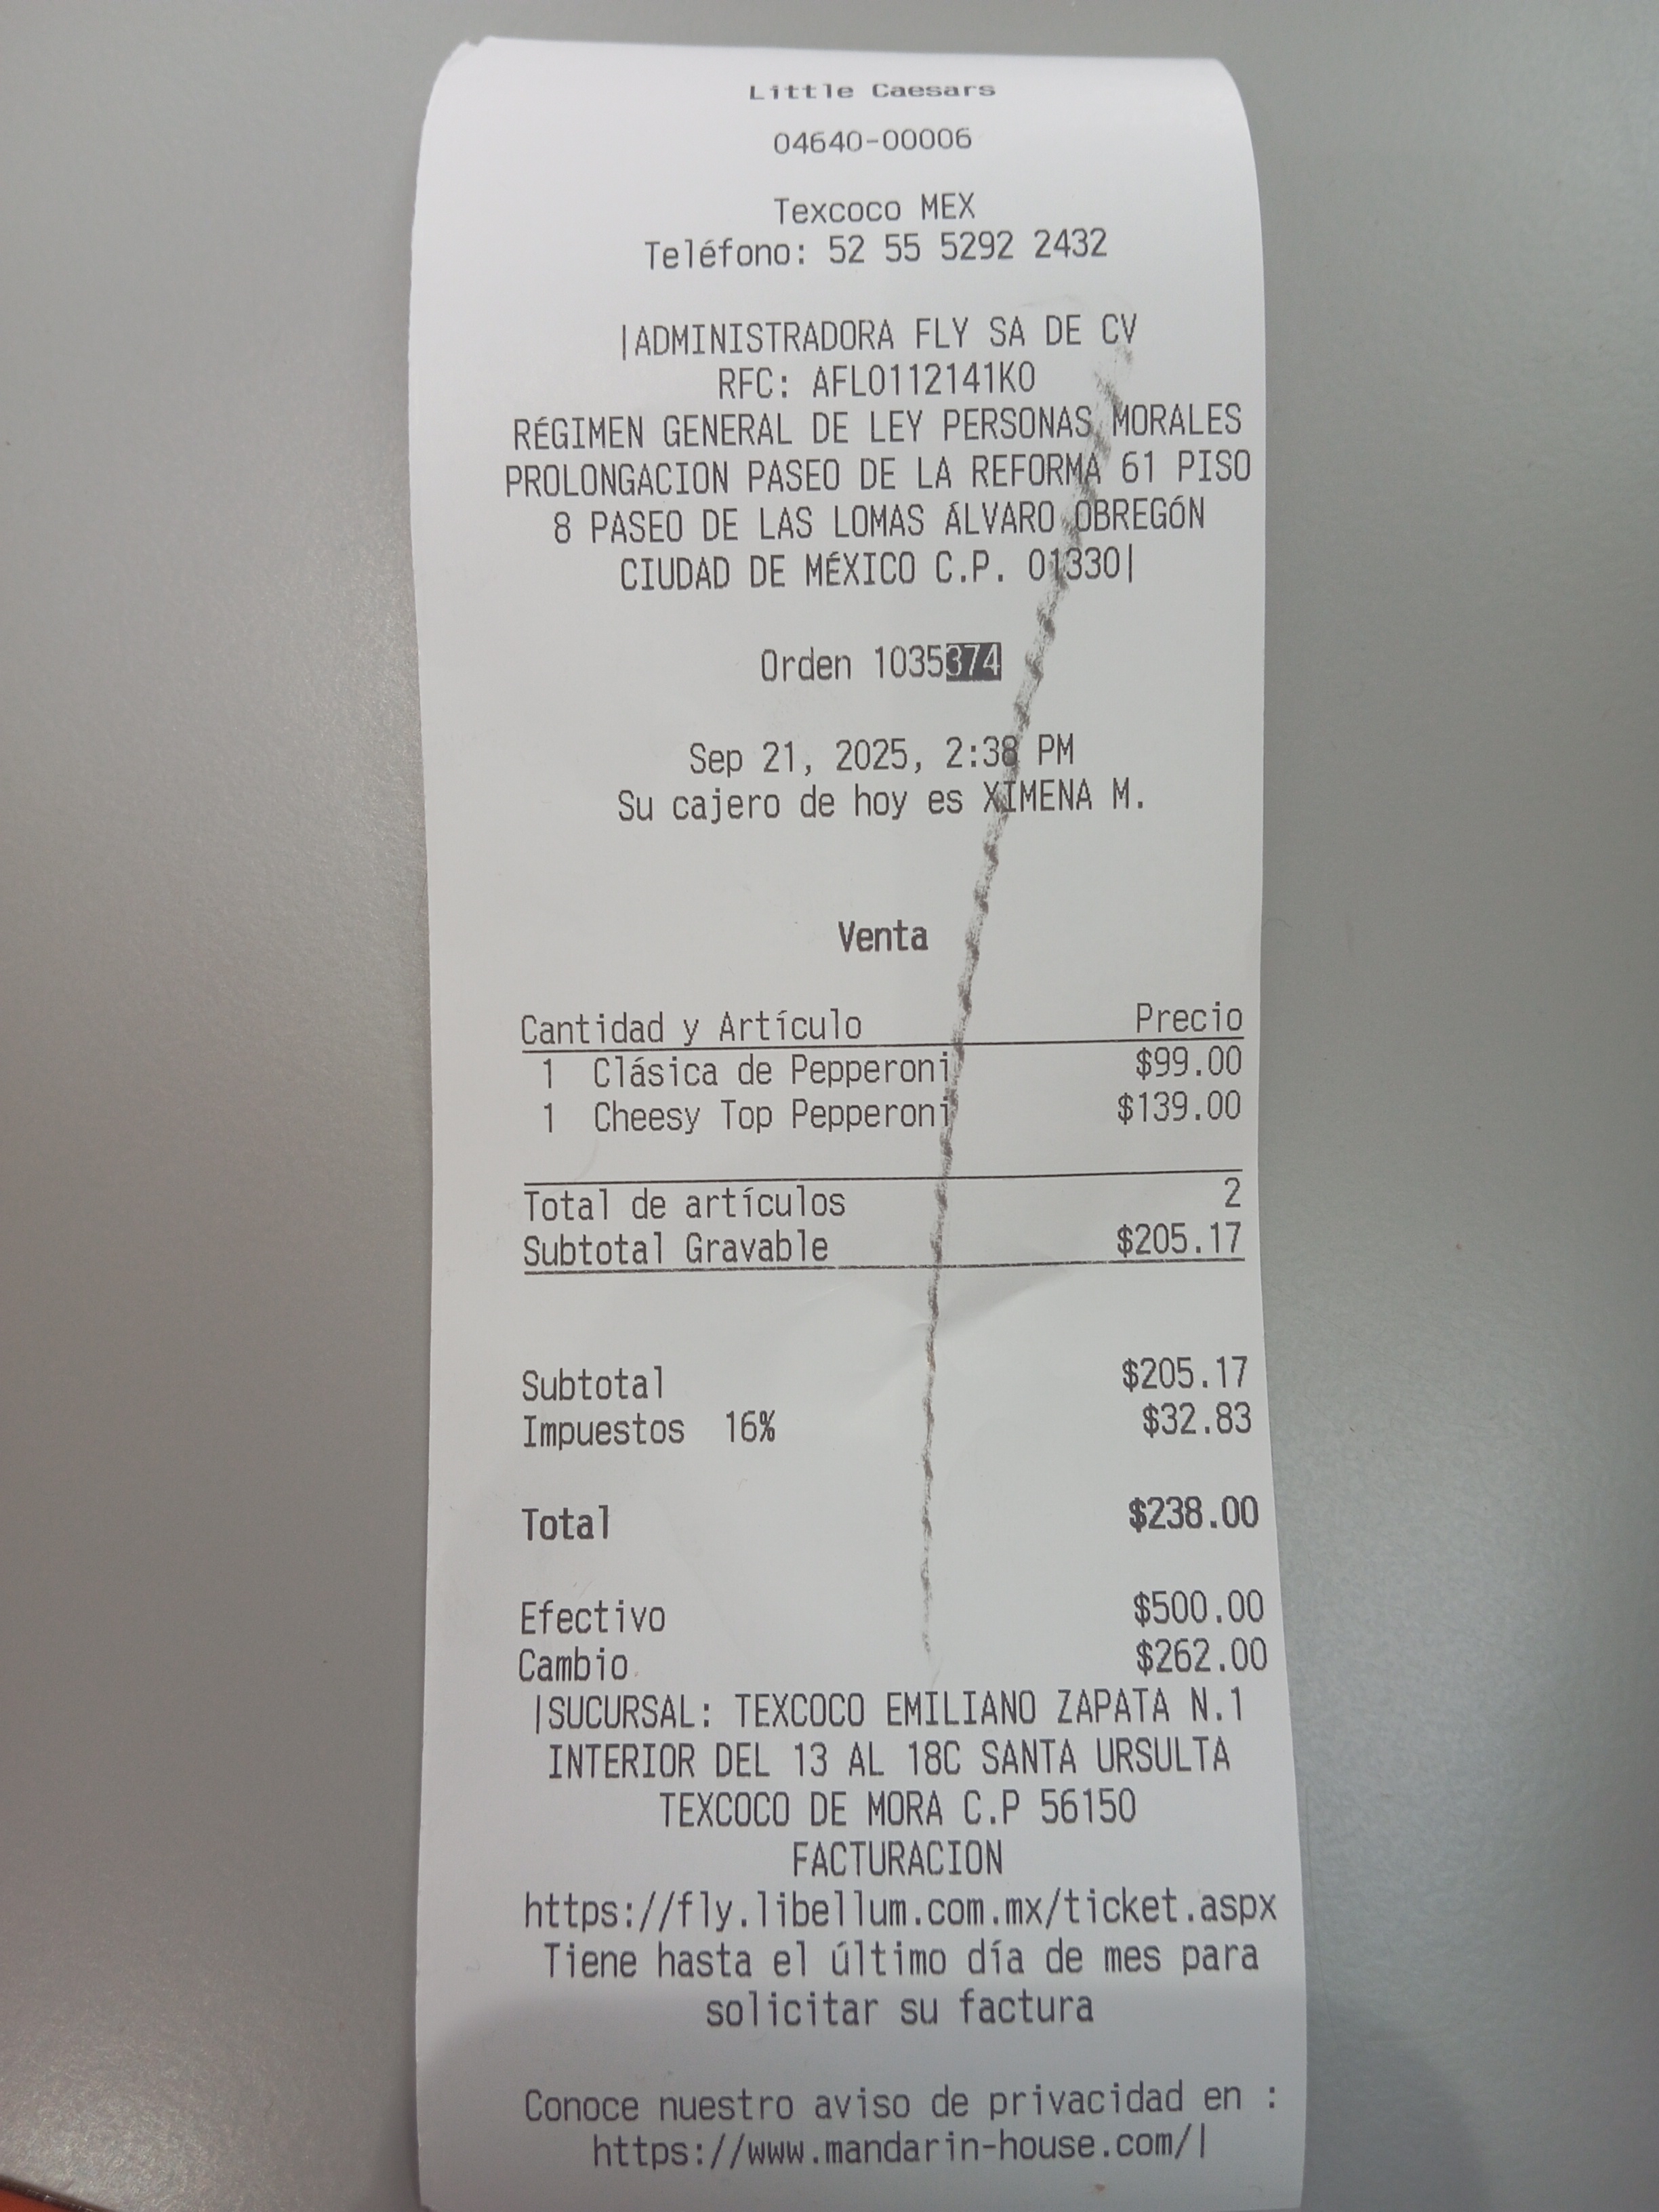 Little Caesars
04640-00006
Texcoco MEX
Teléfono: 52 55 5292 2432
|ADMINISTRADORA FLY SA DE CV
RFC: AFL0112141K0
RÉGIMEN GENERAL DE LEY PERSONAS MORALES
PROLONGACION PASEO DE LA REFORMA 61 PISO
8 PASEO DE LAS LOMAS ÁLVARO OBREGÓN
CIUDAD DE MÉXICO C.P. 01330|
Orden 1035374
Sep 21, 2025, 2:38 PM
Su cajero de hoy es XIMENA M.
Venta
Cantidad y Artículo Precio
1 Clásica de Pepperoni $99.00
1 Cheesy Top Pepperoni $139.00
Total de artículos 2
Subtotal Gravable $205.17
Subtotal $205.17
Impuestos 16% $32.83
Total $238.00
Efectivo $500.00
Cambio $262.00
|SUCURSAL: TEXCOCO EMILIANO ZAPATA N.1
INTERIOR DEL 13 AL 18C SANTA URSULTA
TEXCOCO DE MORA C.P 56150
FACTURACION
https://fly.libellum.com.mx/ticket.aspx
Tiene hasta el último día de mes para
solicitar su factura
Conoce nuestro aviso de privacidad en :
https://www.mandarin-house.com/|